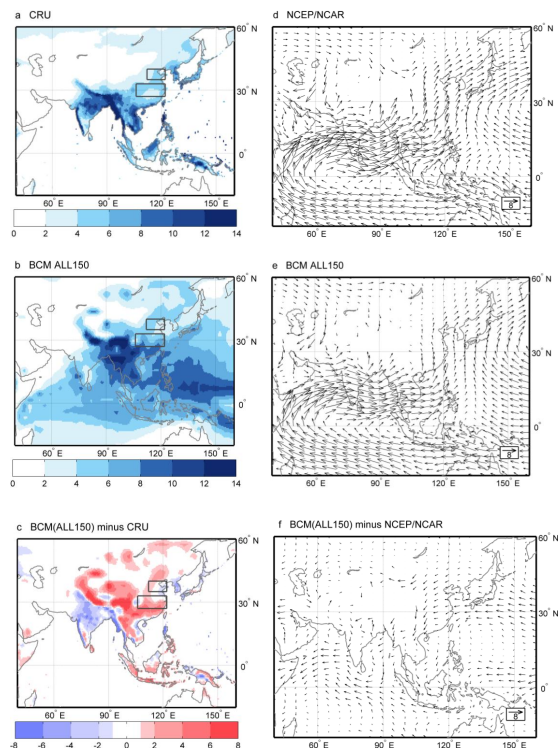 a CRU
60° N
30° N
0°
60° E
90° E
120° E
150° E
0 2 4 6 8 10 12 14
d NCEP/NCAR
60° N
30° N
0°
60° E
90° E
120° E
150° E
8
b BCM ALL150
60° N
30° N
0°
60° E
90° E
120° E
150° E
0 2 4 6 8 10 12 14
e BCM ALL150
60° N
30° N
0°
60° E
90° E
120° E
150° E
8
c BCM(ALL150) minus CRU
60° N
30° N
0°
60° E
90° E
120° E
150° E
-8 -6 -4 -2 0 2 4 6 8
f BCM(ALL150) minus NCEP/NCAR
60° N
30° N
0°
60° E
90° E
120° E
150° E
8